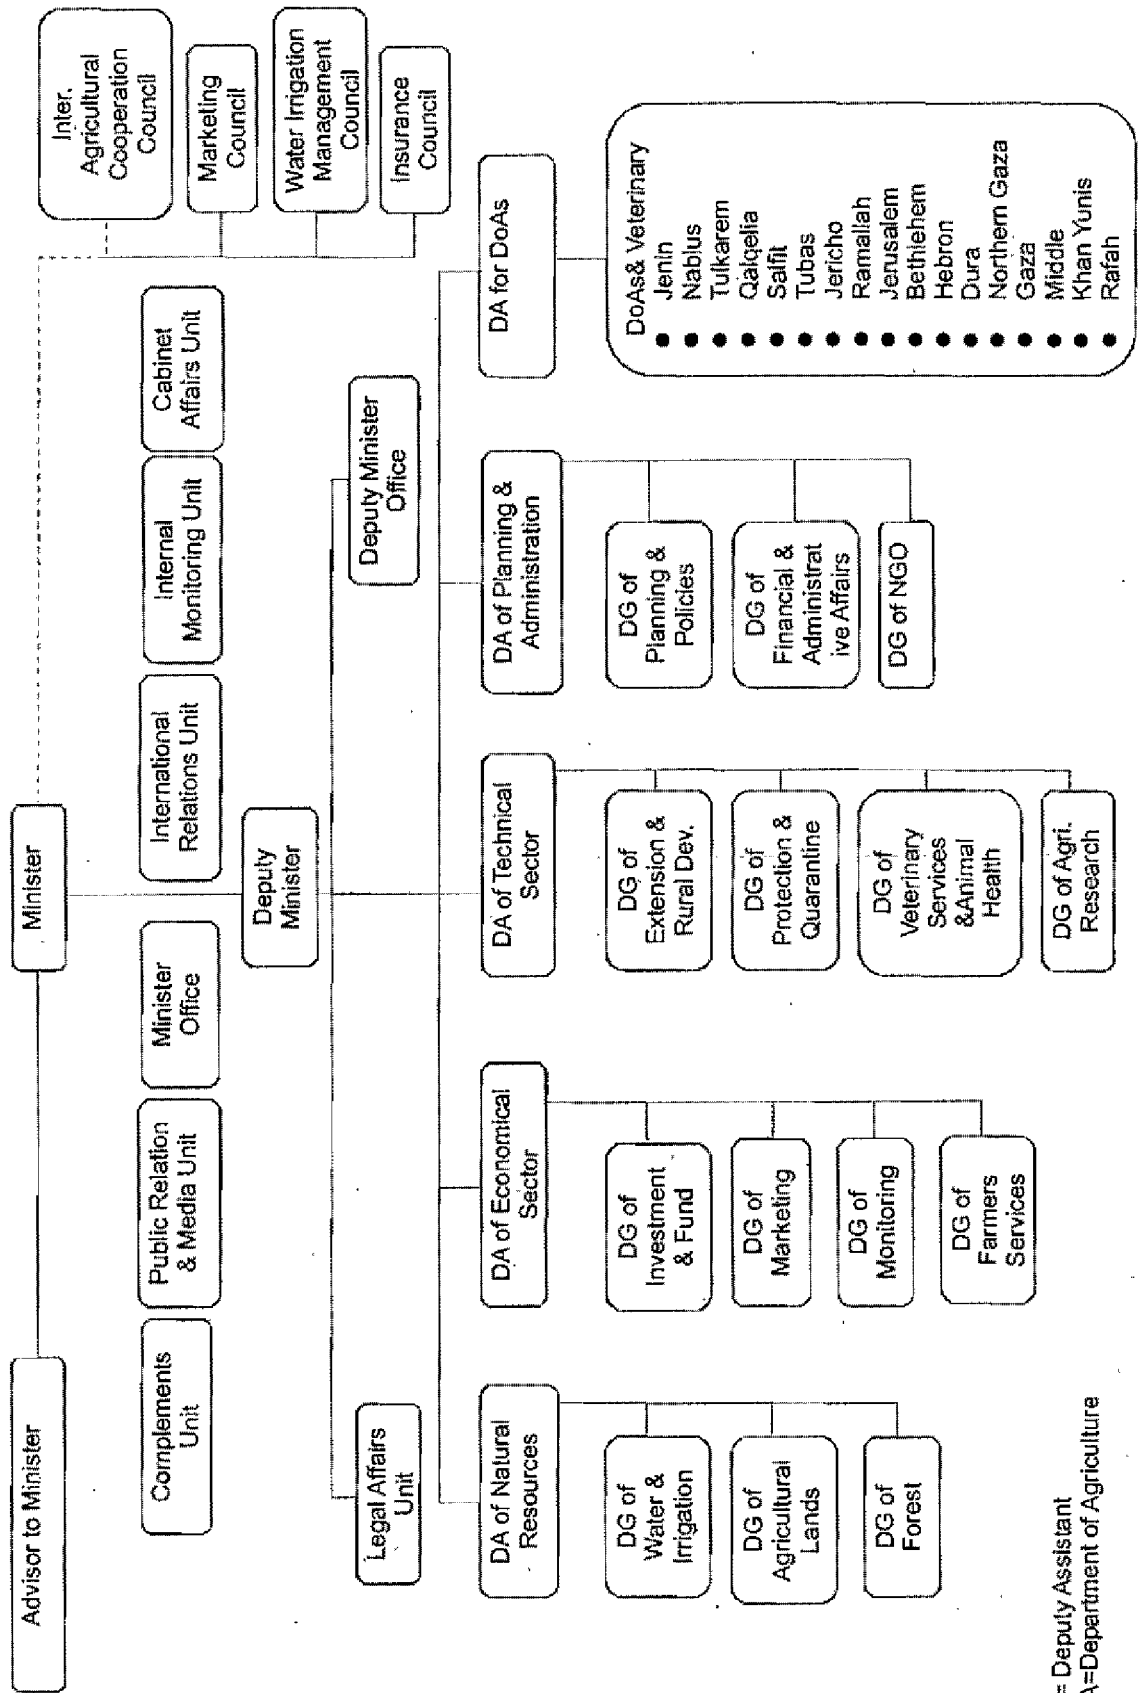 Advisor to Minister
Minister
Inter.
Agricultural
Cooperation
Council
Marketing
Council
Water Irrigation
Management
Council
Insurance
Council
Complements
Unit
Public Relation
& Media Unit
Minister
Office
International
Relations Unit
Internal
Monitoring Unit
Cabinet
Affairs Unit
Deputy
Minister
Legal Affairs
Unit
Deputy Minister
Office
DA of Natural
Resources
DA of Economical
Sector
DA of Technical
Sector
DA of Planning &
Administration
DA for DoAs
DG of
Water &
Irrigation
DG of
Agricultural
Lands
DG of
Forest
DG of
Investment
& Fund
DG of
Marketing
DG of
Monitoring
DG of
Farmers
Services
DG of
Extension &
Rural Dev.
DG of
Protection &
Quarantine
DG of
Veterinary
Services
&Animal
Health
DG of Agri.
Research
DG of
Planning &
Policies
DG of
Financial &
Administrat
ive Affairs
DG of NGO
DoAs& Veterinary
● Jenin
● Nablus
● Tulkarem
● Qalqelia
● Salfit
● Tubas
● Jericho
● Ramallah
● Jerusalem
● Bethlehem
● Hebron
● Dura
● Northern Gaza
● Gaza
● Middle
● Khan Yunis
● Rafah
= Deputy Assistant
A=Department of Agriculture